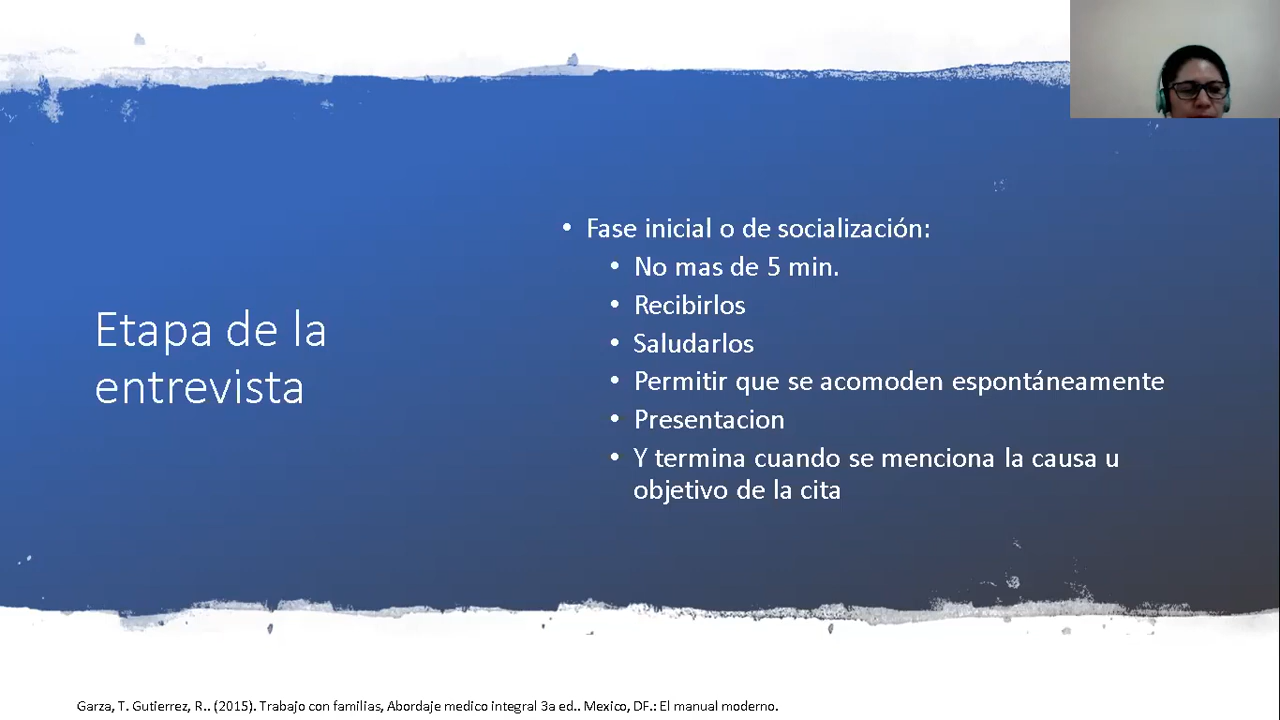 Etapa de la
entrevista
• Fase inicial o de socialización:
• No mas de 5 min.
• Recibirlos
• Saludarlos
• Permitir que se acomoden espontáneamente
• Presentacion
• Y termina cuando se menciona la causa u
objetivo de la cita
Garza, T. Gutierrez, R.. (2015). Trabajo con familias, Abordaje medico integral 3a ed.. Mexico, DF.: El manual moderno.